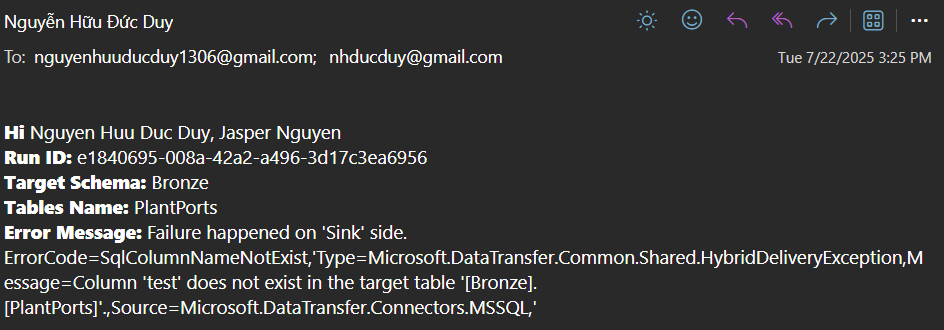 Nguyễn Hữu Đức Duy
To: nguyenhuuducduy1306@gmail.com; nhducduy@gmail.com
Tue 7/22/2025 3:25 PM
Hi Nguyen Huu Duc Duy, Jasper Nguyen
Run ID: e1840695-008a-42a2-a496-3d17c3ea6956
Target Schema: Bronze
Tables Name: PlantPorts
Error Message: Failure happened on 'Sink' side.
ErrorCode=SqlColumnNameNotExist,'Type=Microsoft.DataTransfer.Common.Shared.HybridDeliveryException,M
essage=Column 'test' does not exist in the target table '[Bronze].
[PlantPorts]'.,Source=Microsoft.DataTransfer.Connectors.MSSQL,'